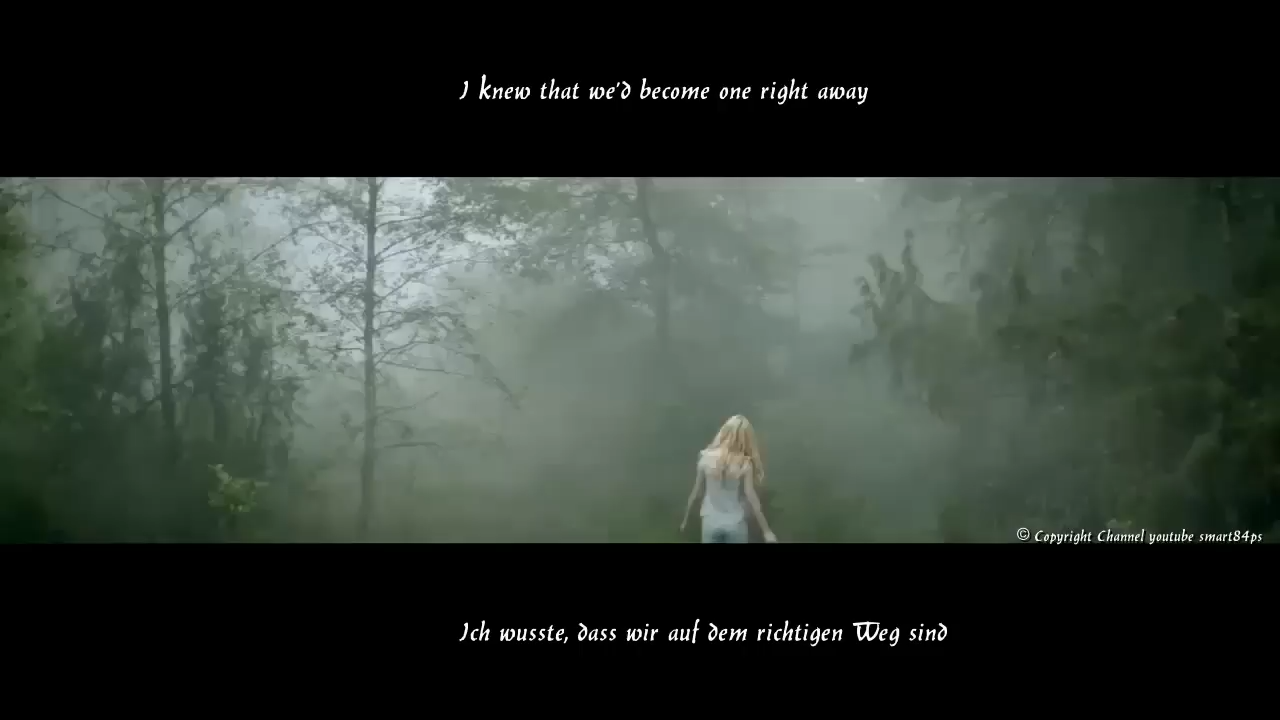 I knew that we'd become one right away
© Copyright Channel youtube smart84ps
Ich wusste, dass wir auf dem richtigen Weg sind